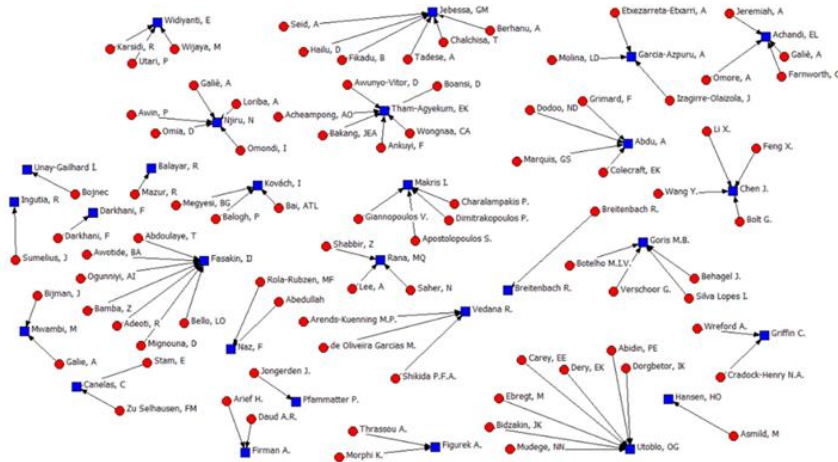 Widiyanti, E
Karsidi, R
Wijaya, M
Utari, P
Jebessa, GM
Seid, A
Berhanu, A
Hailu, D
Chalchisa, T
Fikadu, B
Tadese, A
Etxezarreta-Etxarri, A
Garcia-Azpuru, A
Molina, LD
Izagirre-Olaizola, J
Jeremiah, A
Achandi, EL
Galiè, A
Omore, A
Farnworth, C
Galiè, A
Loriba, A
Awin, P
Njiru, N
Omia, D
Omondi, I
Awunyo-Vitor, D
Boansi, D
Acheampong, AO
Tham-Agyekum, EK
Bakang, JEA
Wongnaa, CA
Ankuyi, F
Grimard, F
Dodoo, ND
Abdu, A
Marquis, GS
Colecraft, EK
Li X.
Feng X.
Wang Y.
Chen J.
Bolt G.
Unay-Gailhard I.
Bojnec
Balayar, R
Mazur, R
Kovách, I
Megyesi, BG
Balogh, P
Bai, ATL
Makris I.
Charalampakis P.
Giannopoulos V.
Dimitrakopoulos P.
Apostolopoulos S.
Breitenbach R.
Breitenbach R.
Ingutia, R
Sumelius, J
Darkhani, F
Darkhani, F
Abdoulaye, T
Awotide, BA
Fasakin, IJ
Ogunniyi, AI
Bamba, Z
Adeoti, R
Bello, LO
Mignouna, D
Shabbir, Z
Rana, MQ
Lee, A
Saher, N
Goris M.B.
Botelho M.I.V.
Behagel J.
Verschoor G.
Silva Lopes I.
Rola-Rubzen, MF
Abedullah
Naz, F
Bijman, J
Mwambi, M
Galie, A
Vedana R.
Arends-Kuenning M.P.
de Oliveira Garcias M.
Shikida P.F.A.
Wreford A.
Griffin C.
Cradock-Henry N.A.
Stam, E
Canelas, C
Zu Selhausen, FM
Jongerden J.
Pfammatter P.
Arief H.
Daud A.R.
Firman A.
Thrassou A.
Figurek A.
Morphi K.
Carey, EE
Abidin, PE
Dery, EK
Dorgbetor, IK
Ebregt, M
Bidzakin, JK
Mudege, NN
Utoblo, OG
Hansen, HO
Asmild, M